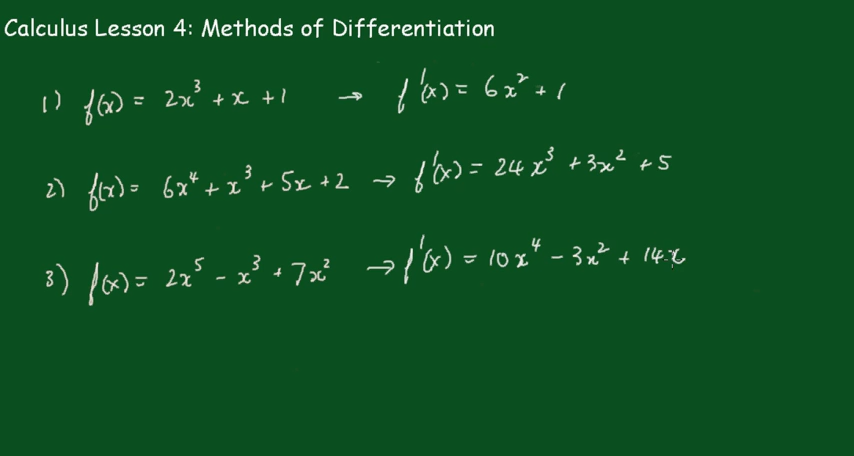 Calculus Lesson 4: Methods of Differentiation
1) f(x) = 2x³ + x + 1 → f'(x) = 6x² + 1
2) f(x) = 6x⁴ + x³ + 5x + 2 → f'(x) = 24x³ + 3x² + 5
3) f(x) = 2x⁵ - x³ + 7x² → f'(x) = 10x⁴ - 3x² + 14x